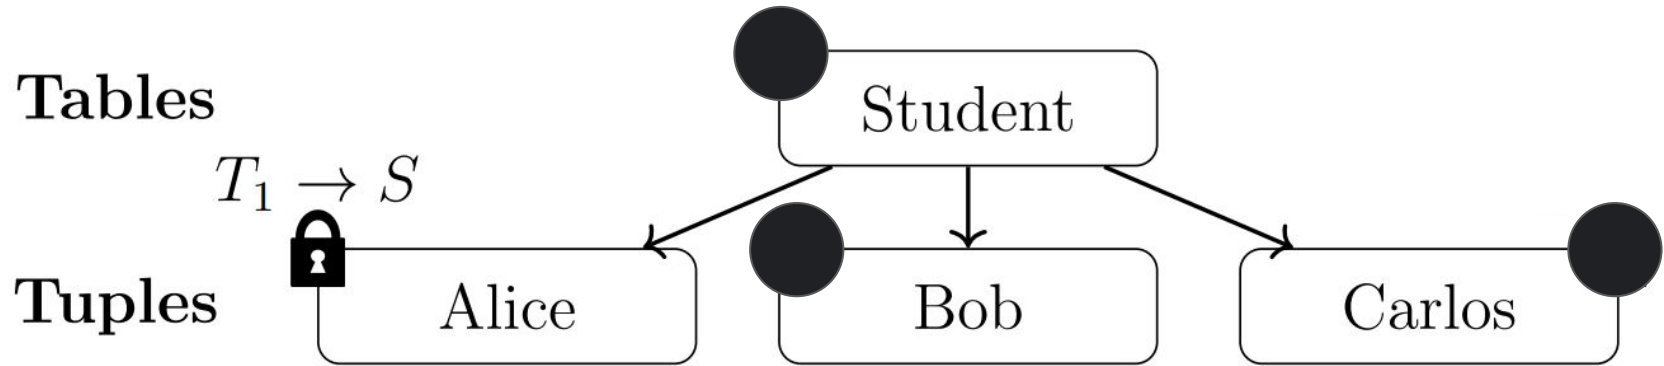 Tables
Student
T₁ → S
Tuples
Alice
Bob
Carlos